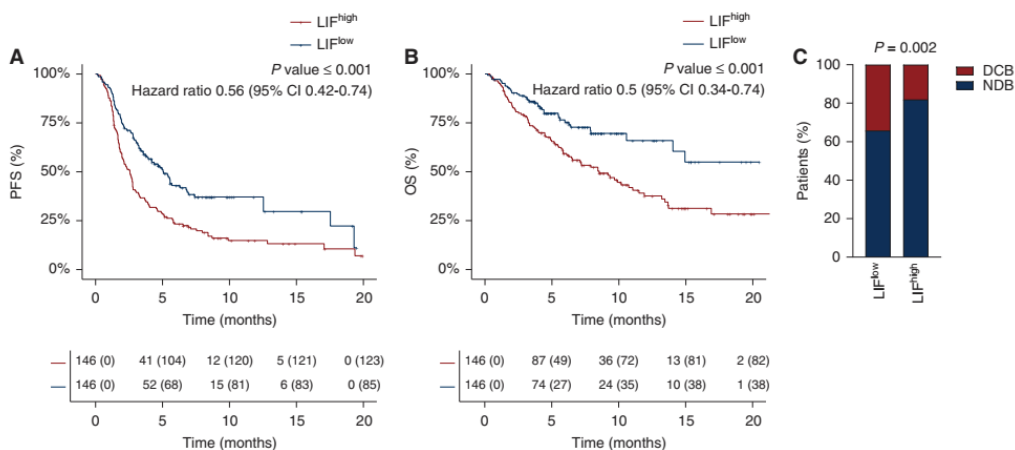 A
LIFhigh
LIFlow
P value ≤ 0.001
Hazard ratio 0.56 (95% CI 0.42-0.74)
100%
75%
50%
25%
0%
PFS (%)
0 5 10 15 20
Time (months)
146 (0) 41 (104) 12 (120) 5 (121) 0 (123)
146 (0) 52 (68) 15 (81) 6 (83) 0 (85)
0 5 10 15 20
Time (months)
B
LIFhigh
LIFlow
P value ≤ 0.001
Hazard ratio 0.5 (95% CI 0.34-0.74)
100%
75%
50%
25%
0%
OS (%)
0 5 10 15 20
Time (months)
146 (0) 87 (49) 36 (72) 13 (81) 2 (82)
146 (0) 74 (27) 24 (35) 10 (38) 1 (38)
0 5 10 15 20
Time (months)
C
P = 0.002
DCB
NDB
100
80
60
40
20
0
Patients (%)
LIFlow
LIFhigh